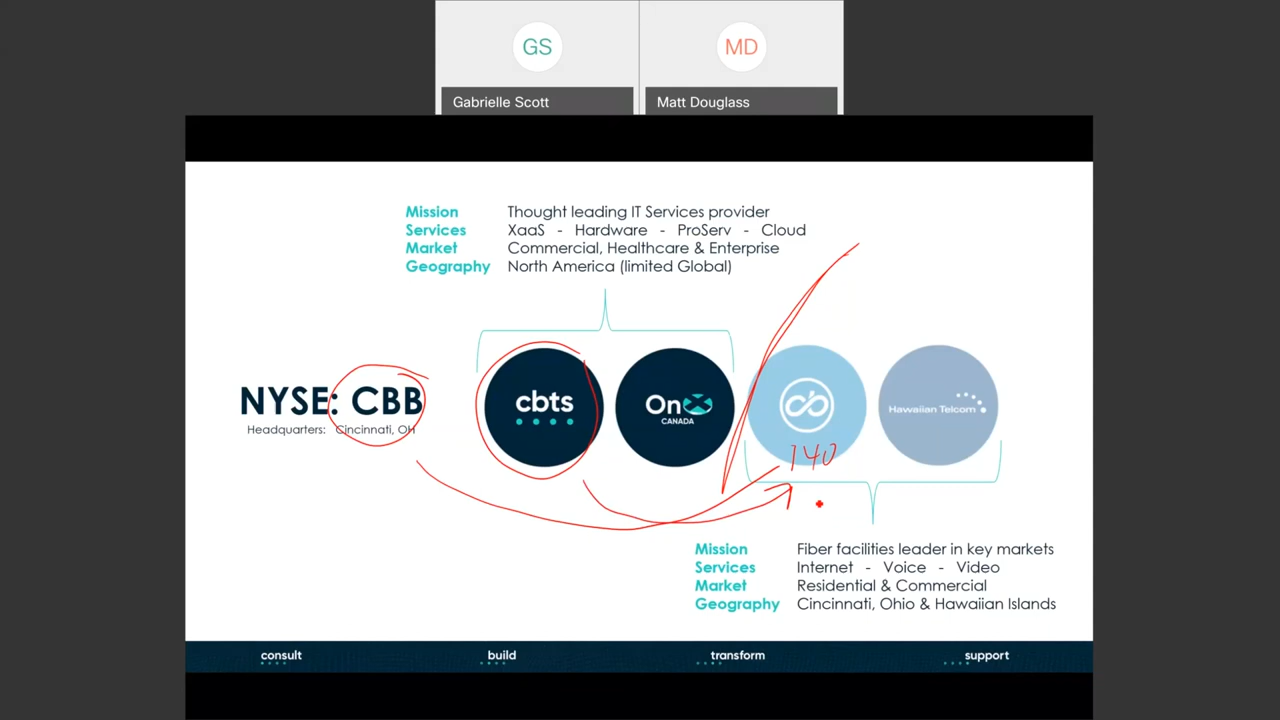 GS
MD
Gabrielle Scott
Matt Douglass
Mission Thought leading IT Services provider
Services XaaS - Hardware - ProServ - Cloud
Market Commercial, Healthcare & Enterprise
Geography North America (limited Global)
NYSE: CBB
Headquarters: Cincinnati, OH
cbts
OnX
CANADA
cb
Hawaiian Telcom
140
Mission Fiber facilities leader in key markets
Services Internet - Voice - Video
Market Residential & Commercial
Geography Cincinnati, Ohio & Hawaiian Islands
consult build transform support